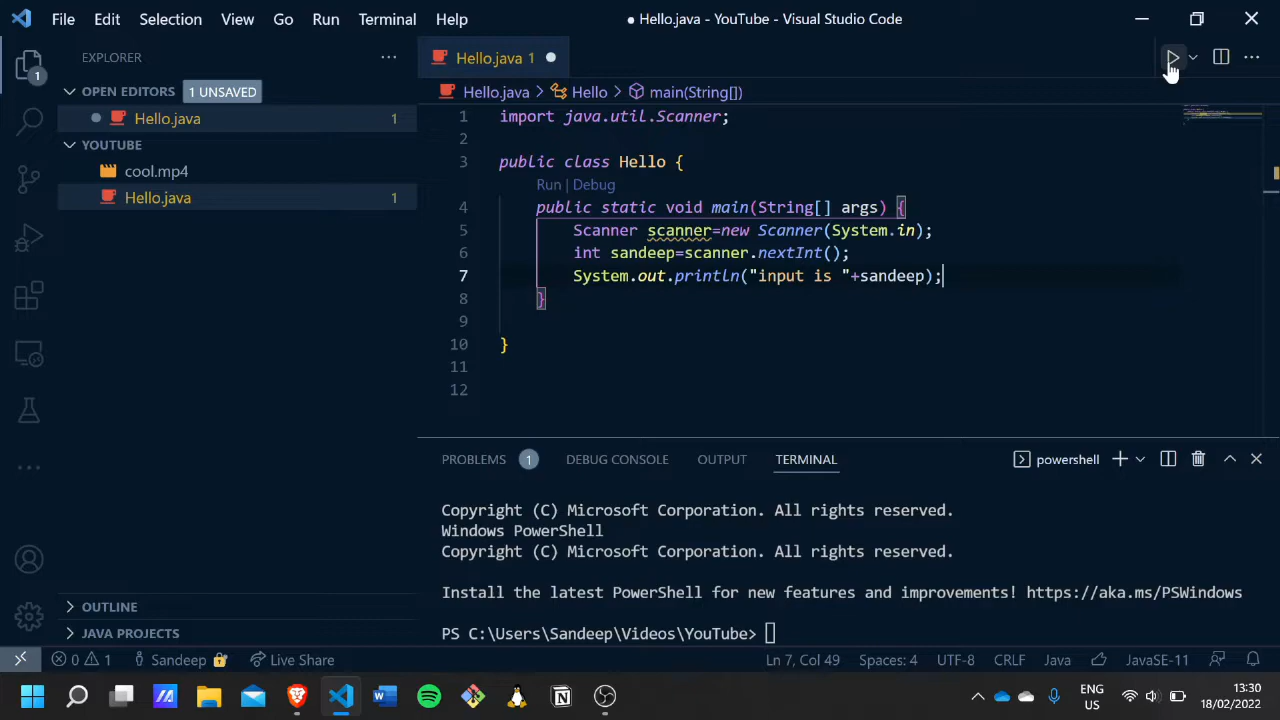 File Edit Selection View Go Run Terminal Help ● Hello.java - YouTube - Visual Studio Code
EXPLORER
OPEN EDITORS 1 UNSAVED
Hello.java 1
YOUTUBE
cool.mp4
Hello.java 1
OUTLINE
JAVA PROJECTS
1
Hello.java 1
Hello.java > Hello > main(String[])
1 import java.util.Scanner;
2
3 public class Hello {
Run | Debug
4 public static void main(String[] args) {
5 Scanner scanner=new Scanner(System.in);
6 int sandeep=scanner.nextInt();
7 System.out.println("input is "+sandeep);
8 }
9
10 }
11
12
PROBLEMS 1 DEBUG CONSOLE OUTPUT TERMINAL powershell
Copyright (C) Microsoft Corporation. All rights reserved.
Windows PowerShell
Copyright (C) Microsoft Corporation. All rights reserved.
Install the latest PowerShell for new features and improvements! https://aka.ms/PSWindows
PS C:\Users\Sandeep\Videos\YouTube>
0 1 Sandeep Live Share Ln 7, Col 49 Spaces: 4 UTF-8 CRLF Java JavaSE-11
ENG 13:30
US 18/02/2022